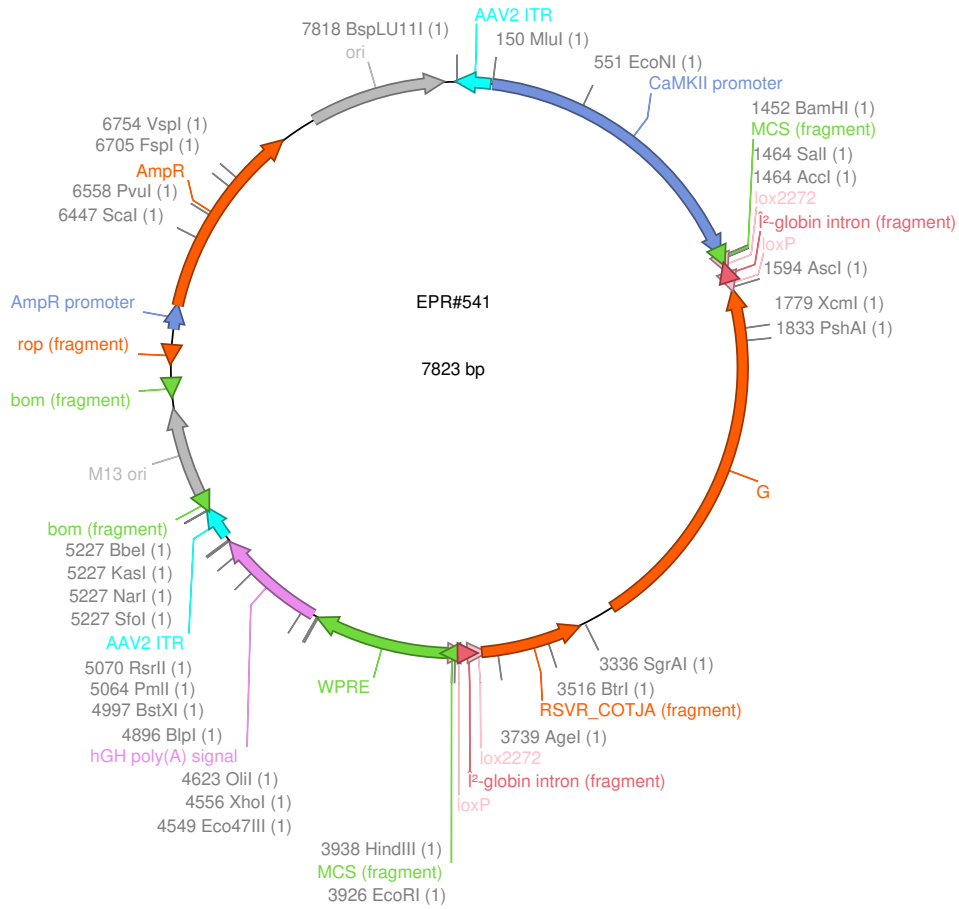 AAV2 ITR
7818 BspLU11I (1)
ori
150 MluI (1)
551 EcoNI (1)
CaMKII promoter
1452 BamHI (1)
MCS (fragment)
1464 SalI (1)
1464 AccI (1)
lox2272
Î²-globin intron (fragment)
loxP
1594 AscI (1)
1779 XcmI (1)
1833 PshAI (1)
6754 VspI (1)
6705 FspI (1)
AmpR
6558 PvuI (1)
6447 ScaI (1)
EPR#541
7823 bp
AmpR promoter
rop (fragment)
bom (fragment)
M13 ori
G
bom (fragment)
5227 BbeI (1)
5227 KasI (1)
5227 NarI (1)
5227 SfoI (1)
AAV2 ITR
5070 RsrII (1)
5064 PmlI (1)
4997 BstXI (1)
4896 BlpI (1)
hGH poly(A) signal
4623 OliI (1)
4556 XhoI (1)
4549 Eco47III (1)
WPRE
3336 SgrAI (1)
3516 BtrI (1)
RSVR_COTJA (fragment)
3739 AgeI (1)
lox2272
Î²-globin intron (fragment)
loxP
3938 HindIII (1)
MCS (fragment)
3926 EcoRI (1)